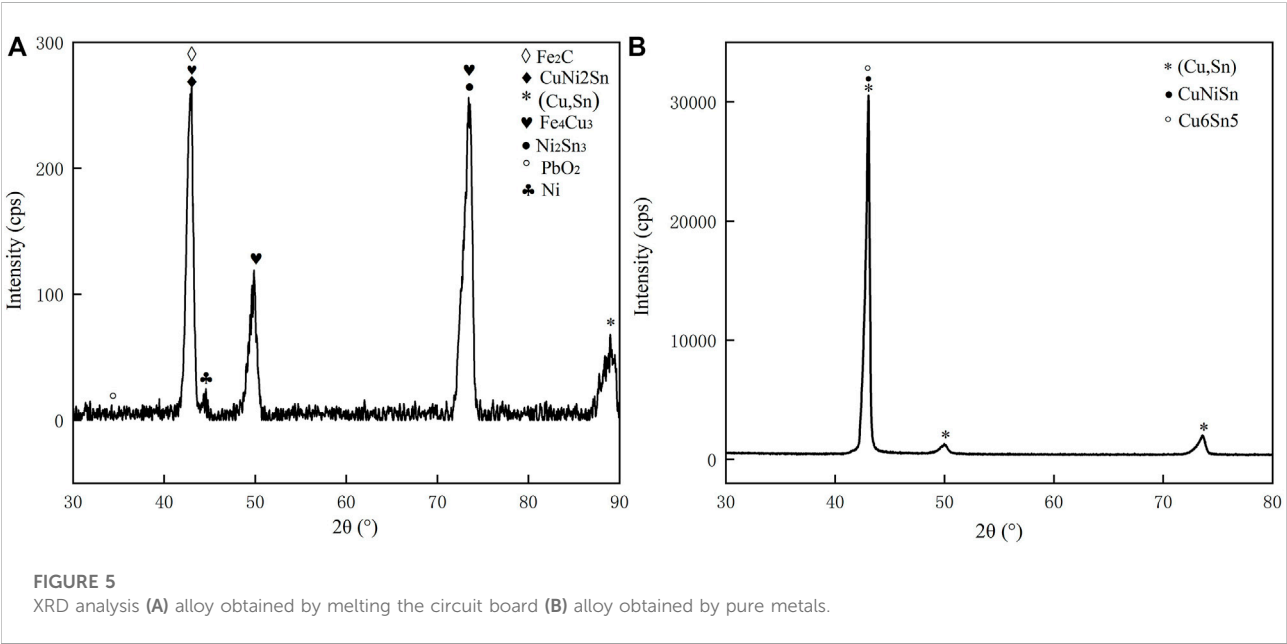 A
300
200
100
0
Intensity (cps)
30 40 50 60 70 80 90
2θ (°)
◊ Fe₂C
♦ CuNi2Sn
* (Cu,Sn)
♥ Fe₄Cu₃
● Ni₂Sn₃
○ PbO₂
♣ Ni
B
30000
20000
10000
0
Intensity (cps)
30 40 50 60 70 80
2θ (°)
* (Cu,Sn)
● CuNiSn
○ Cu6Sn5
FIGURE 5
XRD analysis (A) alloy obtained by melting the circuit board (B) alloy obtained by pure metals.